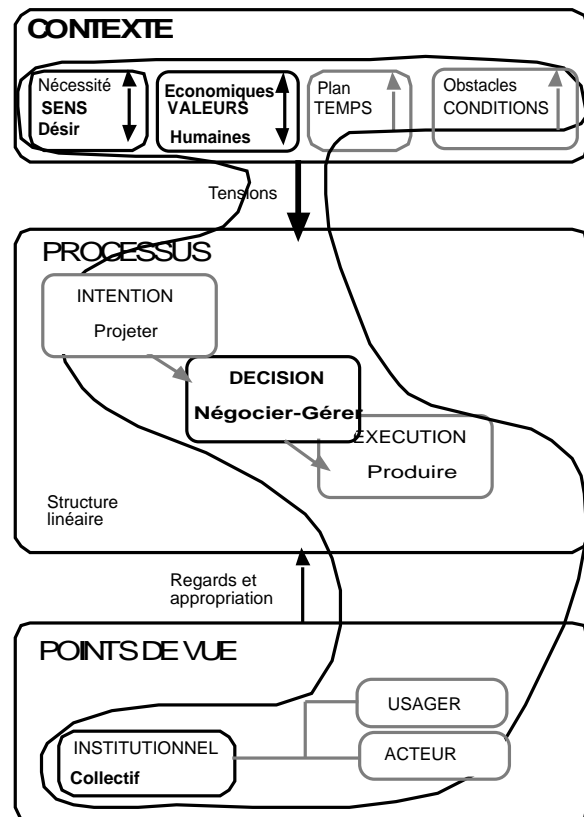 CONTEXTE
Nécessité
SENS
Désir
Economiques
VALEURS
Humaines
Plan
TEMPS
Obstacles
CONDITIONS
Tensions
PROCESSUS
INTENTION
Projeter
DECISION
Négocier-Gérer
EXECUTION
Produire
Structure
linéaire
Regards et
appropriation
POINTS DE VUE
INSTITUTIONNEL
Collectif
USAGER
ACTEUR